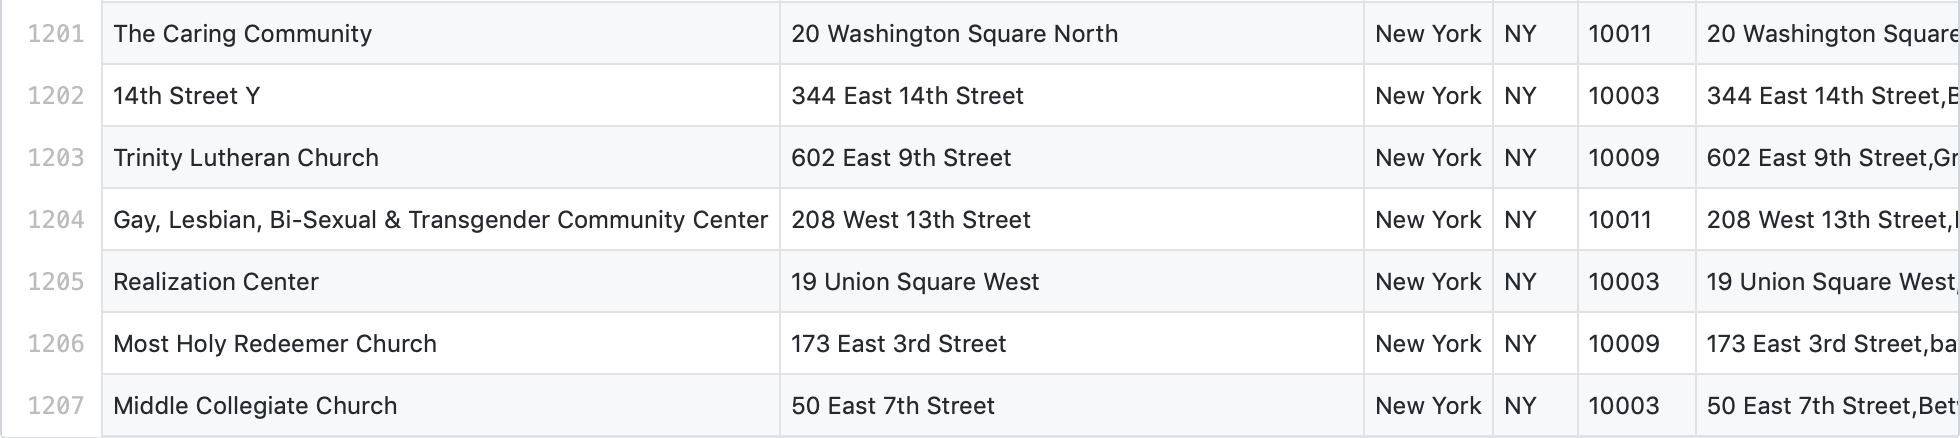 1201 The Caring Community 20 Washington Square North New York NY 10011 20 Washington Square
1202 14th Street Y 344 East 14th Street New York NY 10003 344 East 14th Street,B
1203 Trinity Lutheran Church 602 East 9th Street New York NY 10009 602 East 9th Street,Gr
1204 Gay, Lesbian, Bi-Sexual & Transgender Community Center 208 West 13th Street New York NY 10011 208 West 13th Street,
1205 Realization Center 19 Union Square West New York NY 10003 19 Union Square West,
1206 Most Holy Redeemer Church 173 East 3rd Street New York NY 10009 173 East 3rd Street,ba
1207 Middle Collegiate Church 50 East 7th Street New York NY 10003 50 East 7th Street,Bet